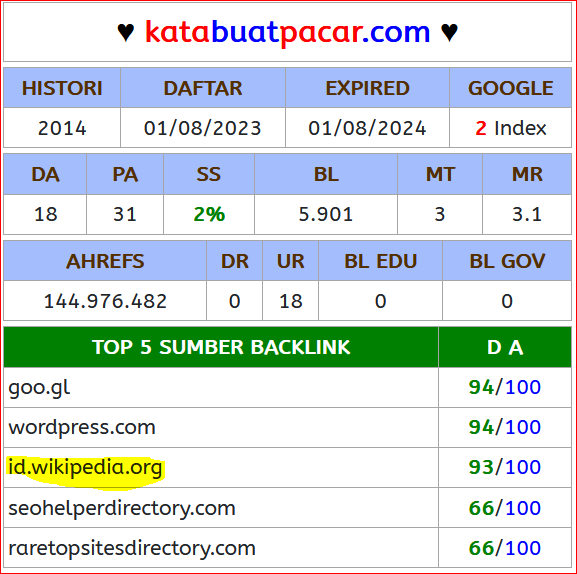 ♥ katabuatpacar.com ♥
HISTORI DAFTAR EXPIRED GOOGLE
2014 01/08/2023 01/08/2024 2 Index
DA PA SS BL MT MR
18 31 2% 5.901 3 3.1
AHREFS DR UR BL EDU BL GOV
144.976.482 0 18 0 0
TOP 5 SUMBER BACKLINK D A
goo.gl 94/100
wordpress.com 94/100
id.wikipedia.org 93/100
seohelperdirectory.com 66/100
raretopsitesdirectory.com 66/100